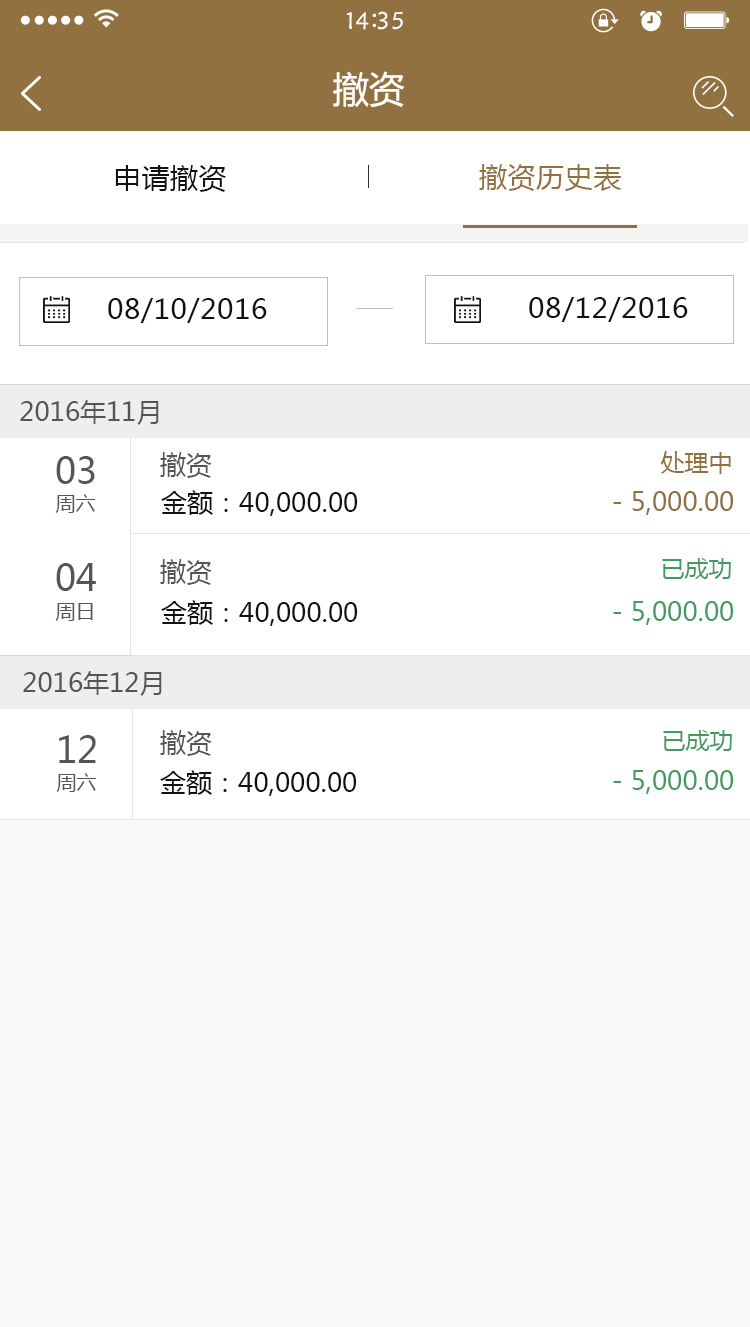 14:35
撤资
申请撤资 | 撤资历史表
08/10/2016 — 08/12/2016
2016年11月
03 撤资 处理中
周六 金额：40,000.00 - 5,000.00
04 撤资 已成功
周日 金额：40,000.00 - 5,000.00
2016年12月
12 撤资 已成功
周六 金额：40,000.00 - 5,000.00